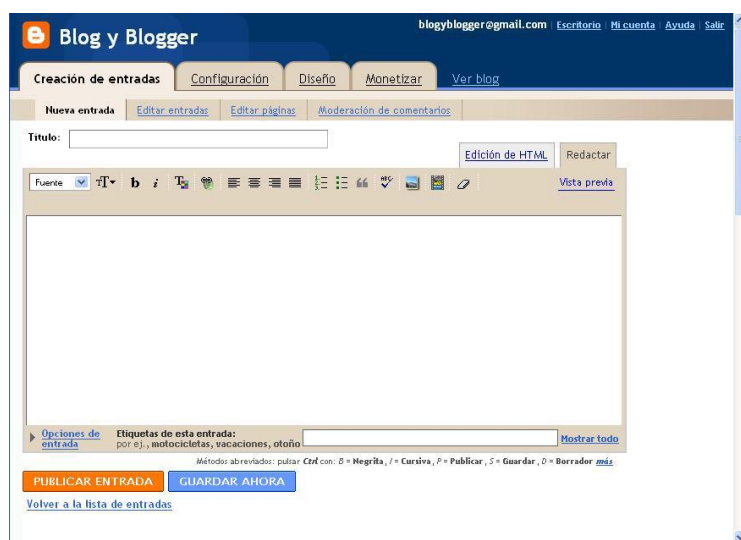 blogyblogger@gmail.com | Escritorio | Mi cuenta | Ayuda | Salir
Blog y Blogger
Creación de entradas Configuración Diseño Monetizar Ver blog
Nueva entrada Editar entradas Editar páginas Moderación de comentarios
Título:
Edición de HTML Redactar
Fuente b i ABC Vista previa
Opciones de entrada
Etiquetas de esta entrada:
por ej., motocicletas, vacaciones, otoño
Mostrar todo
Métodos abreviados: pulsar Ctrl con: B = Negrita, I = Cursiva, P = Publicar, S = Guardar, D = Borrador más
PUBLICAR ENTRADA GUARDAR AHORA
Volver a la lista de entradas